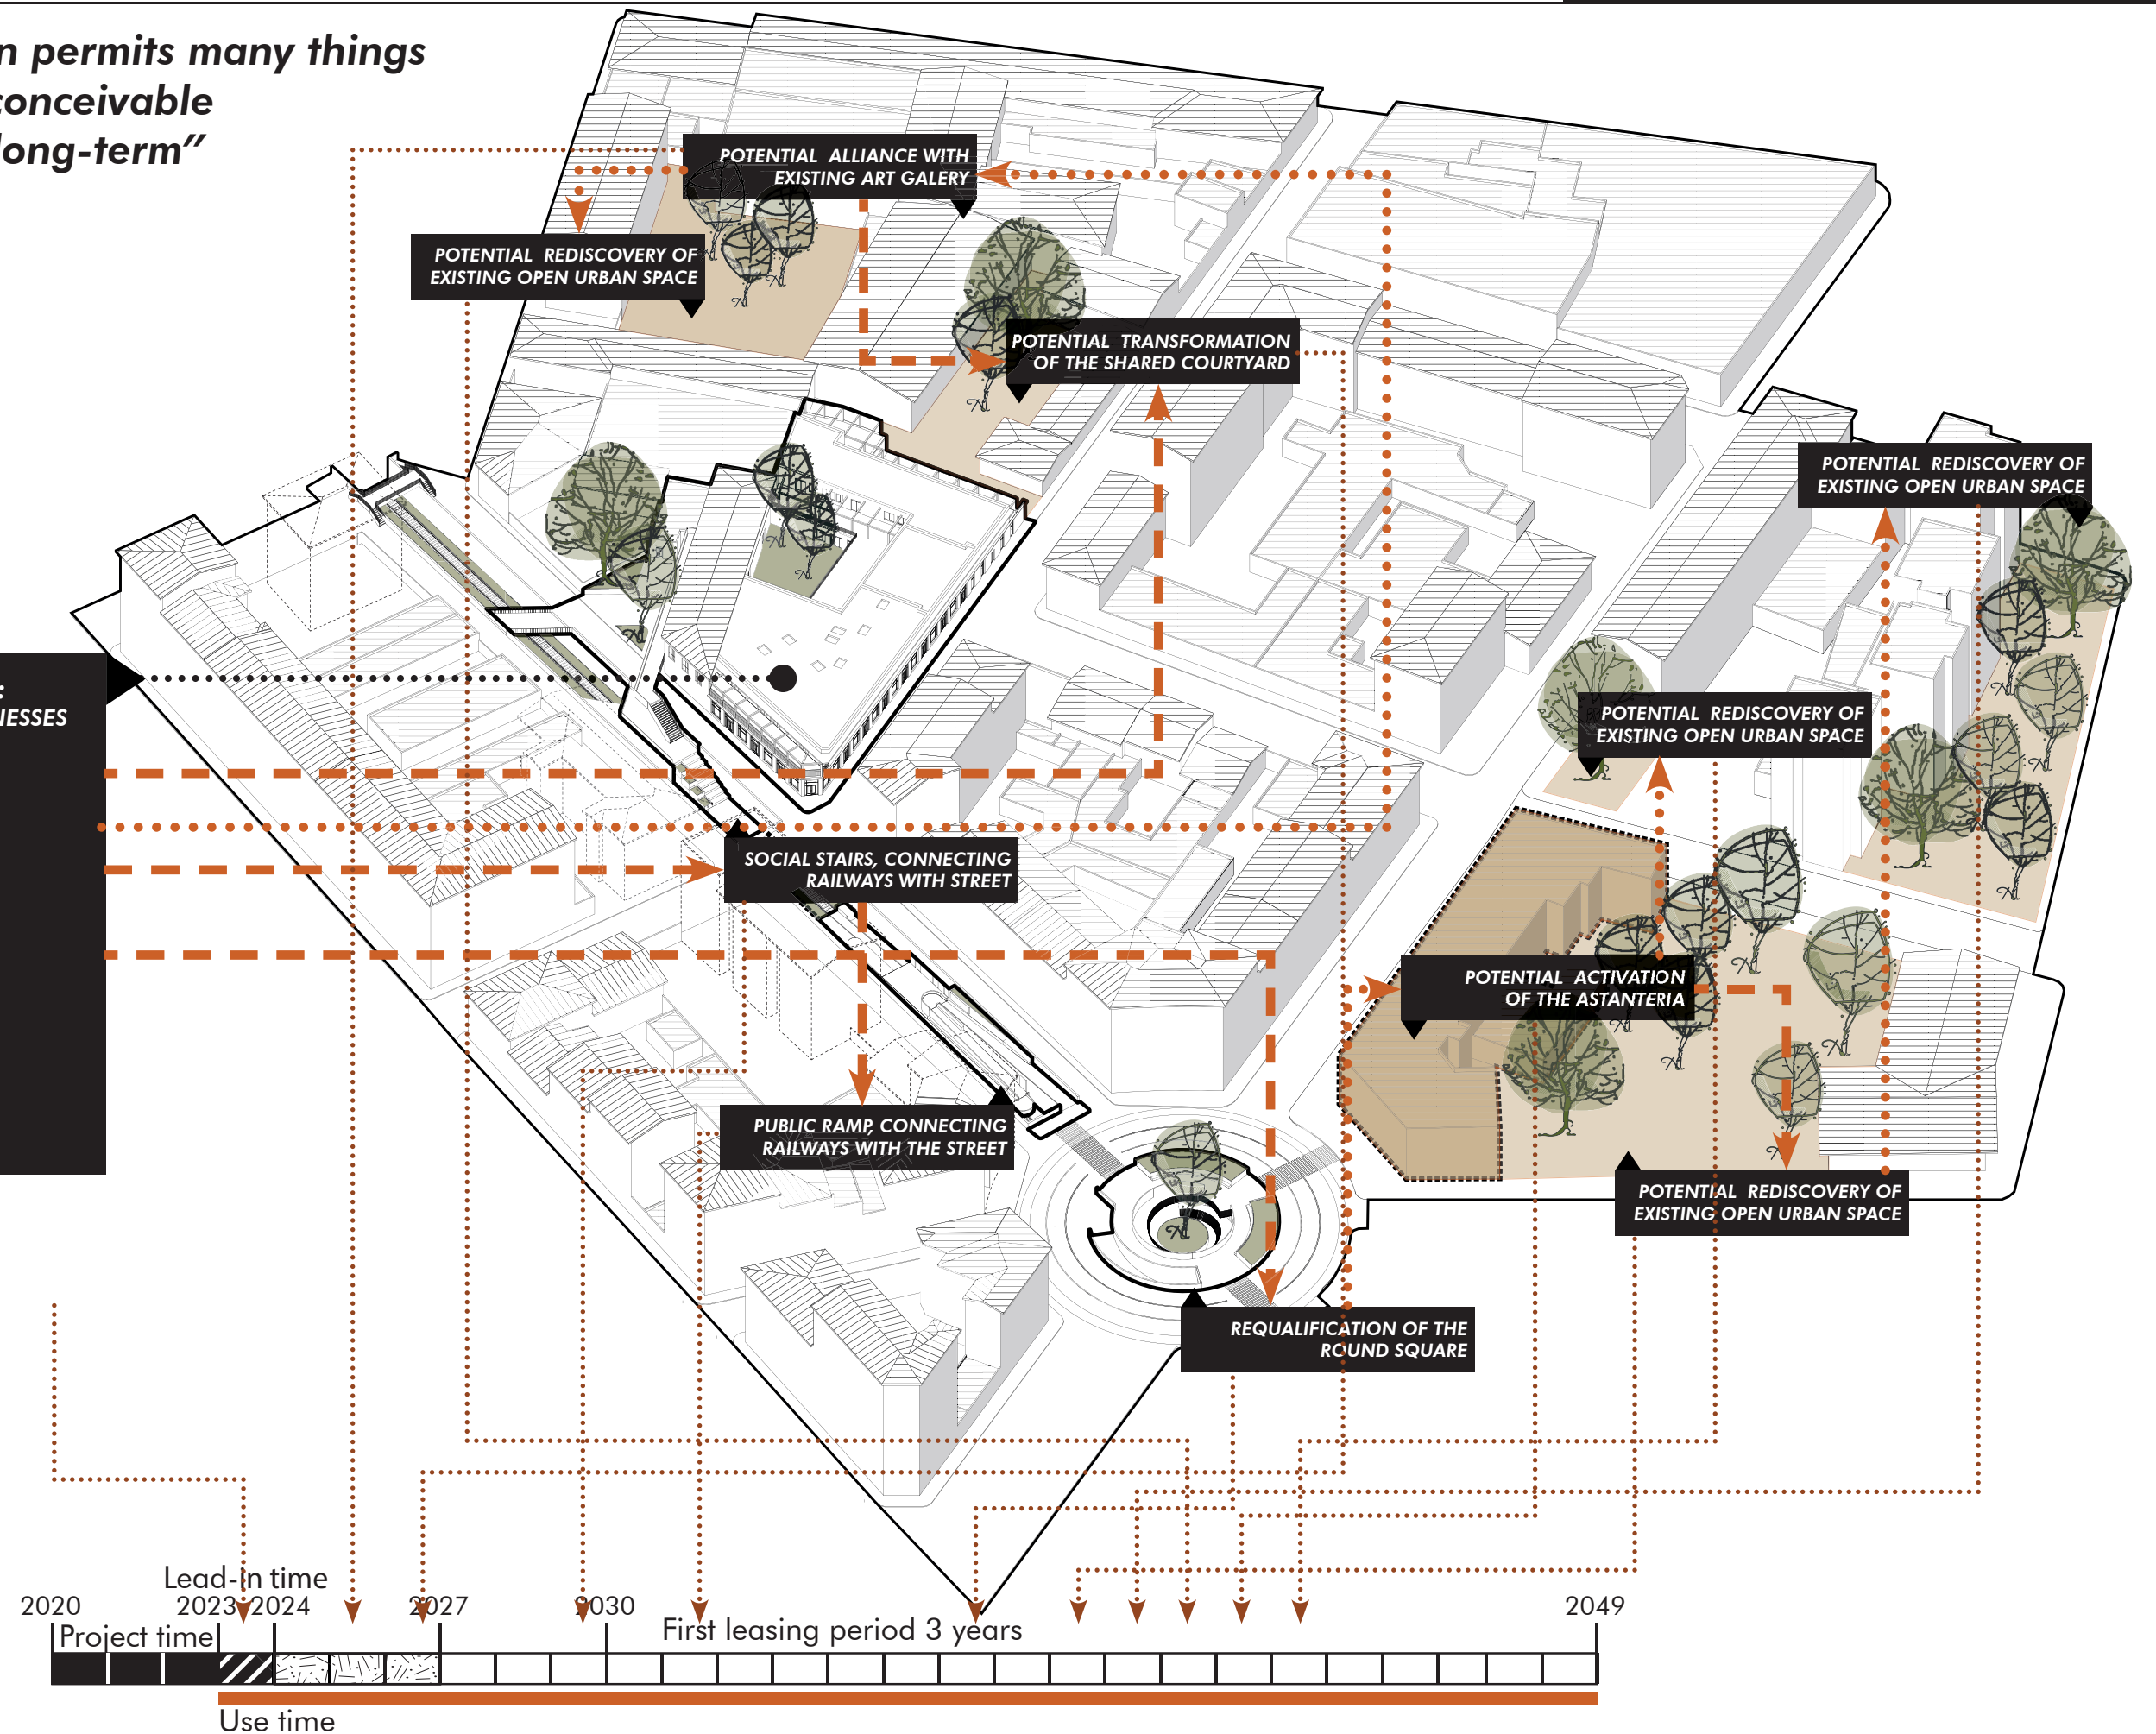 n permits many things
conceivable
long-term”
POTENTIAL ALLIANCE WITH
EXISTING ART GALERY
POTENTIAL REDISCOVERY OF
EXISTING OPEN URBAN SPACE
POTENTIAL TRANSFORMATION
OF THE SHARED COURTYARD
POTENTIAL REDISCOVERY OF
EXISTING OPEN URBAN SPACE
:
IESSES
POTENTIAL REDISCOVERY OF
EXISTING OPEN URBAN SPACE
SOCIAL STAIRS, CONNECTING
RAILWAYS WITH STREET
POTENTIAL ACTIVATION
OF THE ASTANTERIA
PUBLIC RAMP, CONNECTING
RAILWAYS WITH THE STREET
POTENTIAL REDISCOVERY OF
EXISTING OPEN URBAN SPACE
REQUALIFICATION OF THE
ROUND SQUARE
Lead-in time
2020 2023 2024 2027 2030 2049
Project time First leasing period 3 years
Use time